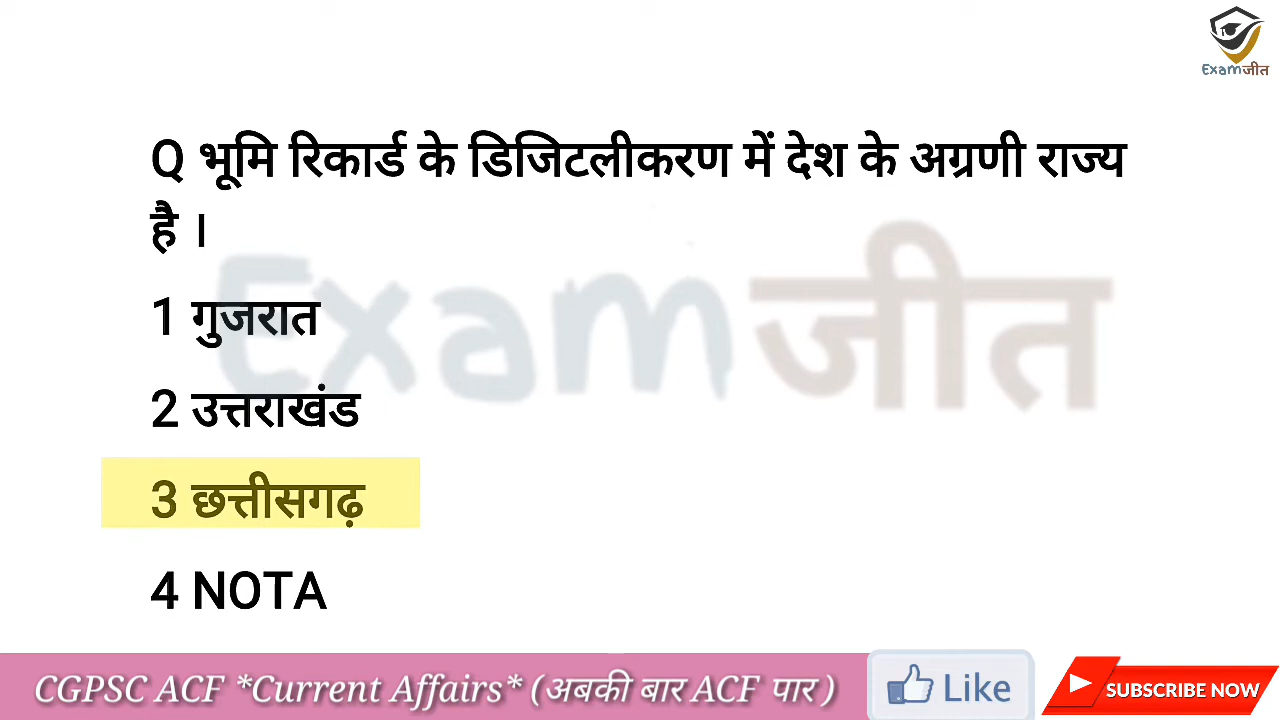 Examजीत
Q भूमि रिकार्ड के डिजिटलीकरण में देश के अग्रणी राज्य
है ।
Examजीत
1 गुजरात
2 उत्तराखंड
3 छत्तीसगढ़
4 NOTA
CGPSC ACF *Current Affairs* (अबकी बार ACF पार )
Like
SUBSCRIBE NOW